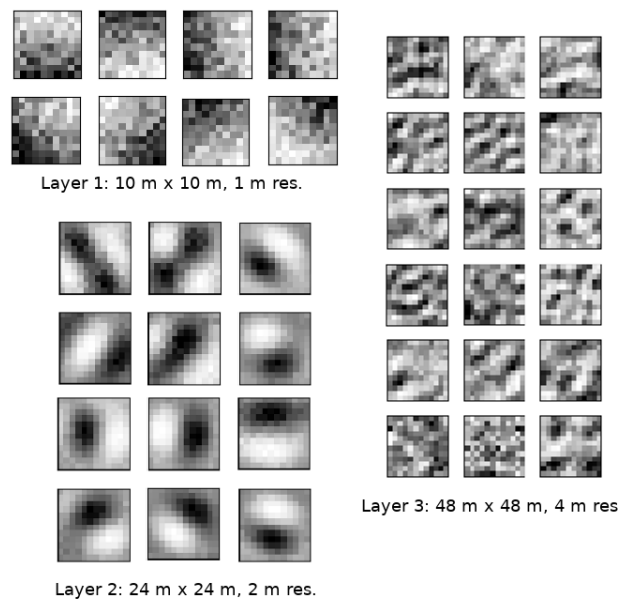 Layer 1: 10 m x 10 m, 1 m res.
Layer 3: 48 m x 48 m, 4 m res
Layer 2: 24 m x 24 m, 2 m res.